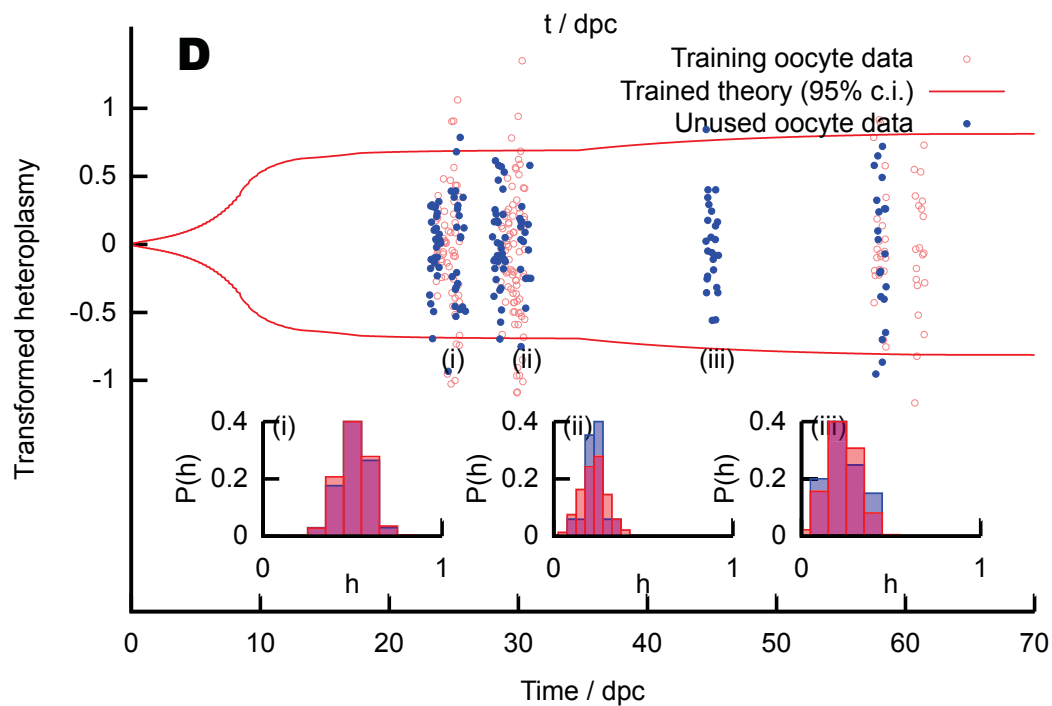 t / dpc
D
Training oocyte data
Trained theory (95% c.i.)
Unused oocyte data
Transformed heteroplasmy
1
0.5
0
-0.5
-1
(i) (ii) (iii)
(i) (ii) (iii)
0.4 0.4 0.4
P(h) P(h) P(h)
0.2 0.2 0.2
0 0 0
0 1 0 1 0 1
h h h
0 10 20 30 40 50 60 70
Time / dpc